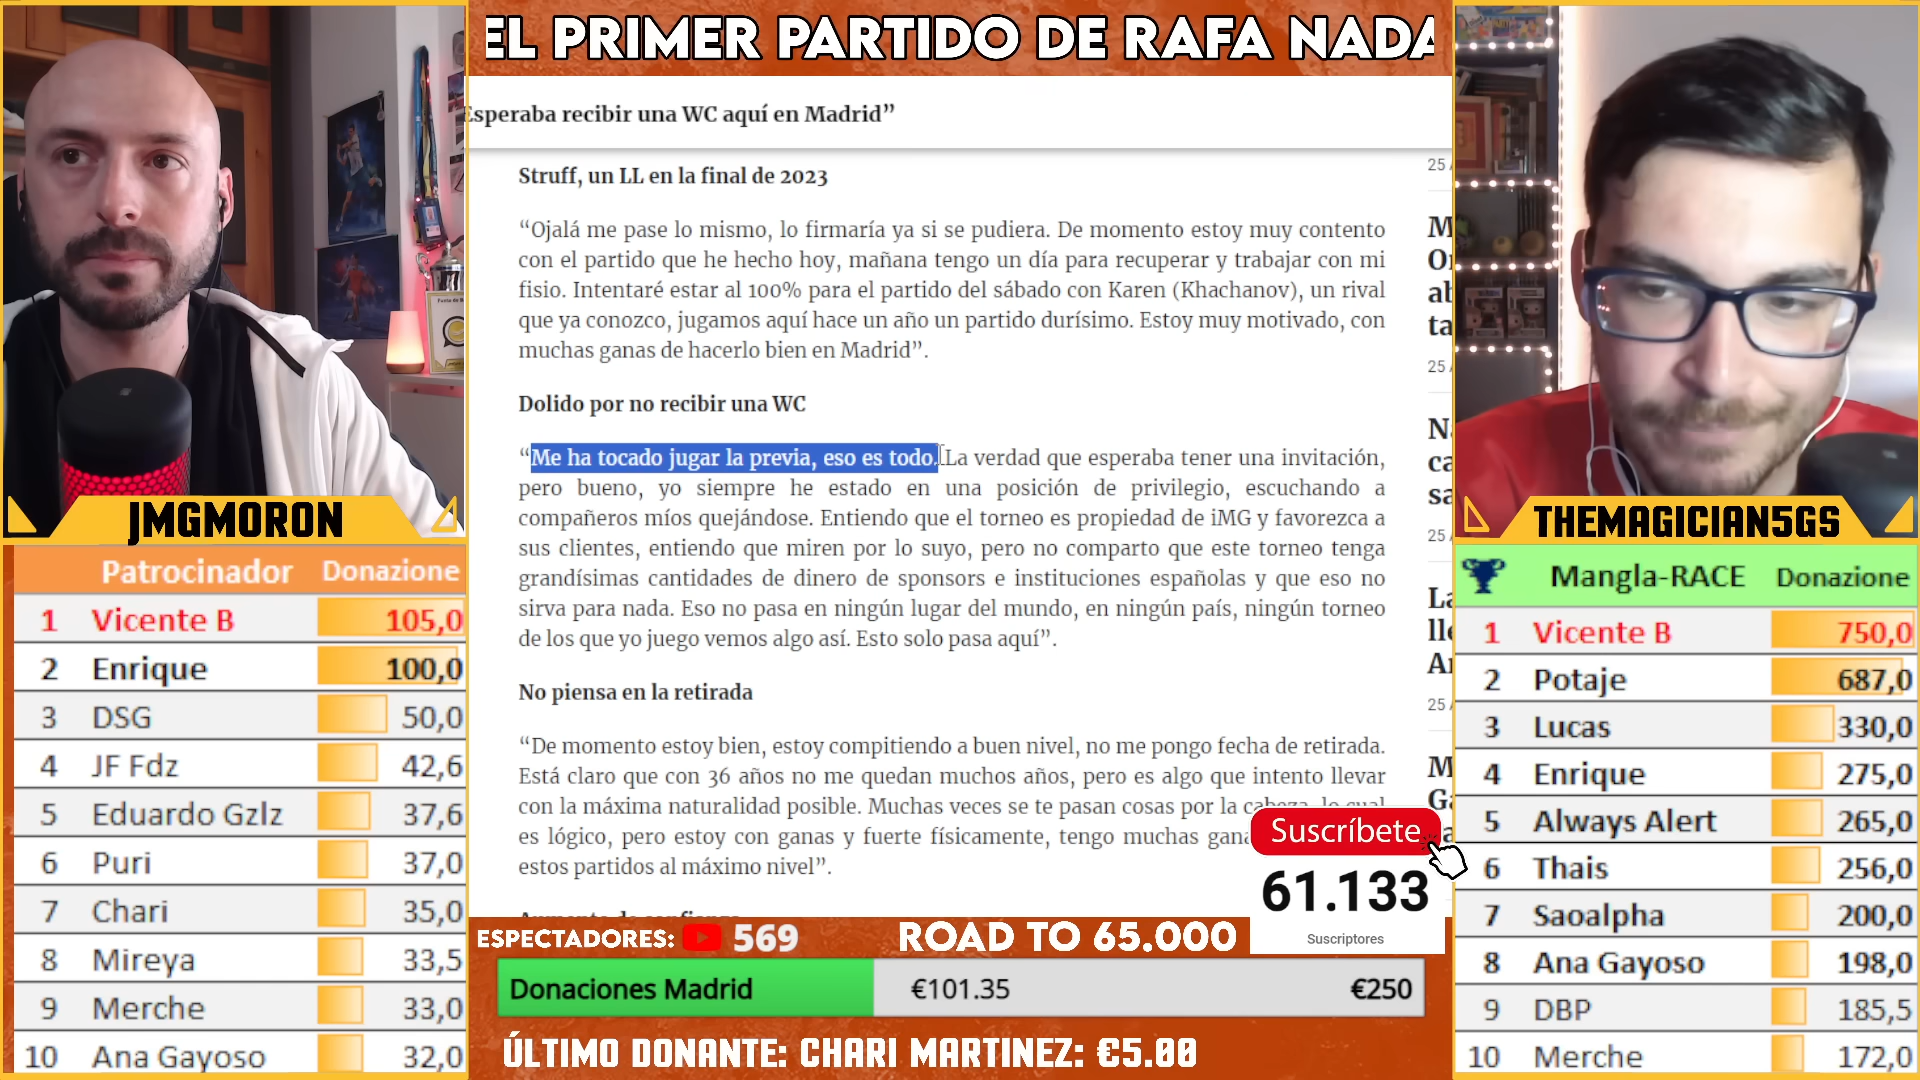 EL PRIMER PARTIDO DE RAFA NADA
Esperaba recibir una WC aquí en Madrid”
Struff, un LL en la final de 2023
“Ojalá me pase lo mismo, lo firmaría ya si se pudiera. De momento estoy muy contento
con el partido que he hecho hoy, mañana tengo un día para recuperar y trabajar con mi
fisio. Intentaré estar al 100% para el partido del sábado con Karen (Khachanov), un rival
que ya conozco, jugamos aquí hace un año un partido durísimo. Estoy muy motivado, con
muchas ganas de hacerlo bien en Madrid”.
Dolido por no recibir una WC
“Me ha tocado jugar la previa, eso es todo. La verdad que esperaba tener una invitación,
pero bueno, yo siempre he estado en una posición de privilegio, escuchando a
compañeros míos quejándose. Entiendo que el torneo es propiedad de iMG y favorezca a
sus clientes, entiendo que miren por lo suyo, pero no comparto que este torneo tenga
grandísimas cantidades de dinero de sponsors e instituciones españolas y que eso no
sirva para nada. Eso no pasa en ningún lugar del mundo, en ningún país, ningún torneo
de los que yo juego vemos algo así. Esto solo pasa aquí”.
No piensa en la retirada
“De momento estoy bien, estoy compitiendo a buen nivel, no me pongo fecha de retirada.
Está claro que con 36 años no me quedan muchos años, pero es algo que intento llevar
con la máxima naturalidad posible. Muchas veces se te pasan cosas por la cabeza, lo cual
es lógico, pero estoy con ganas y fuerte físicamente, tengo muchas gana
estos partidos al máximo nivel”.
25
25
25
25
JMGMORON
Patrocinador Donazione
1 Vicente B 105,0
2 Enrique 100,0
3 DSG 50,0
4 JF Fdz 42,6
5 Eduardo Gzlz 37,6
6 Puri 37,0
7 Chari 35,0
8 Mireya 33,5
9 Merche 33,0
10 Ana Gayoso 32,0
THEMAGICIAN5GS
Mangla-RACE Donazione
1 Vicente B 750,0
2 Potaje 687,0
3 Lucas 330,0
4 Enrique 275,0
5 Always Alert 265,0
6 Thais 256,0
7 Saoalpha 200,0
8 Ana Gayoso 198,0
9 DBP 185,5
10 Merche 172,0
Suscríbete
61.133
Suscriptores
ESPECTADORES: 569
ROAD TO 65.000
Donaciones Madrid €101.35 €250
ÚLTIMO DONANTE: CHARI MARTINEZ: €5.00